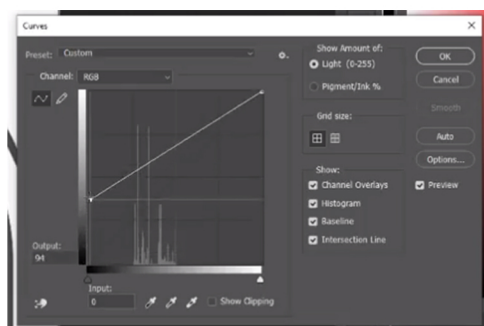 Curves
Preset: Custom
Channel: RGB
Output:
94
Input:
0
Show Clipping
Show Amount of:
Light (0-255)
Pigment/Ink %
Grid size:
Show:
Channel Overlays
Histogram
Baseline
Intersection Line
OK
Cancel
Smooth
Auto
Options...
Preview